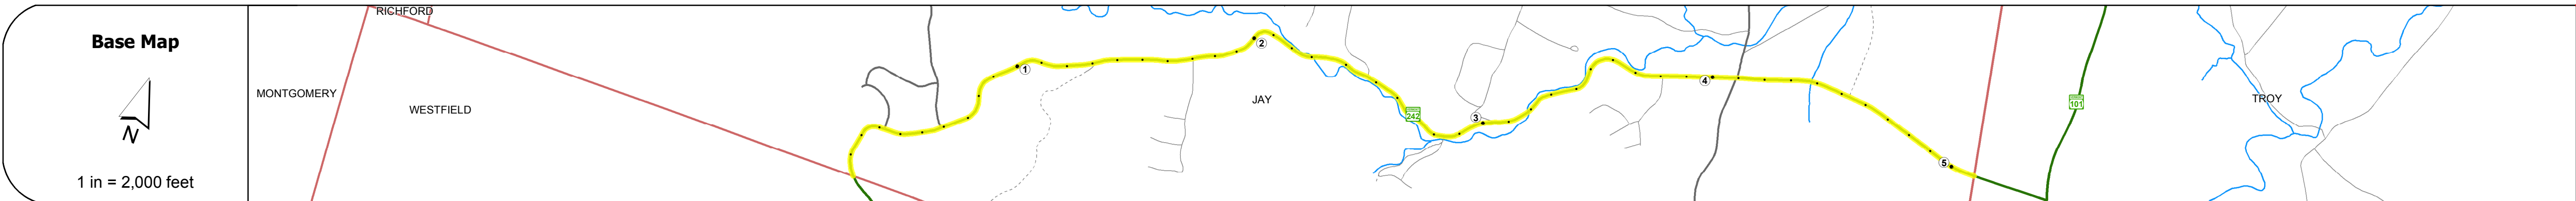 Base Map
N
1 in = 2,000 feet
RICHFORD
MONTGOMERY
WESTFIELD
1
2
JAY
242
3
4
5
101
TROY